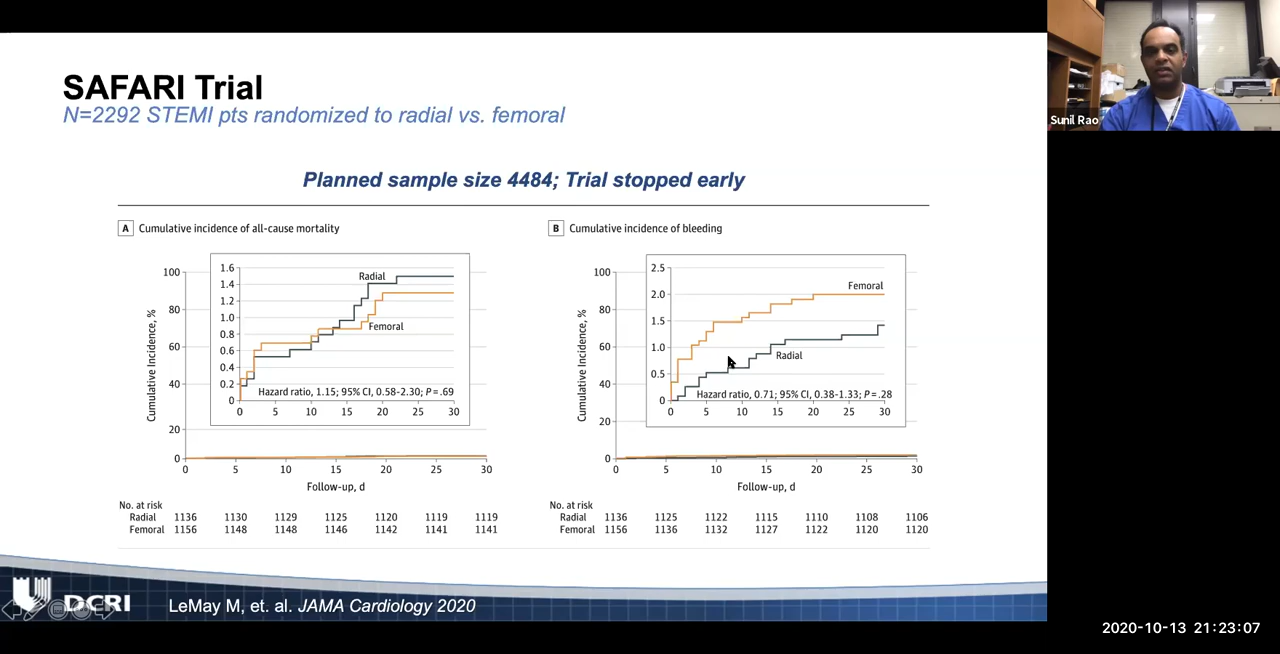 SAFARI Trial
N=2292 STEMI pts randomized to radial vs. femoral
Sunil Rao
Planned sample size 4484; Trial stopped early
A Cumulative incidence of all-cause mortality
Cumulative Incidence, %
100
80
60
40
20
0
1.6
1.4
1.2
1.0
0.8
0.6
0.4
0.2
0
Radial
Femoral
Hazard ratio, 1.15; 95% CI, 0.58-2.30; P=.69
0 5 10 15 20 25 30
0 5 10 15 20 25 30
Follow-up, d
No. at risk
Radial 1136 1130 1129 1125 1120 1119 1119
Femoral 1156 1148 1148 1146 1142 1141 1141
B Cumulative incidence of bleeding
Cumulative Incidence, %
100
80
60
40
20
0
2.5
2.0
1.5
1.0
0.5
0
Femoral
Radial
Hazard ratio, 0.71; 95% CI, 0.38-1.33; P=.28
0 5 10 15 20 25 30
0 5 10 15 20 25 30
Follow-up, d
No. at risk
Radial 1136 1125 1122 1115 1110 1108 1106
Femoral 1156 1136 1132 1127 1122 1120 1120
DCRI
LeMay M, et. al. JAMA Cardiology 2020
2020-10-13 21:23:07